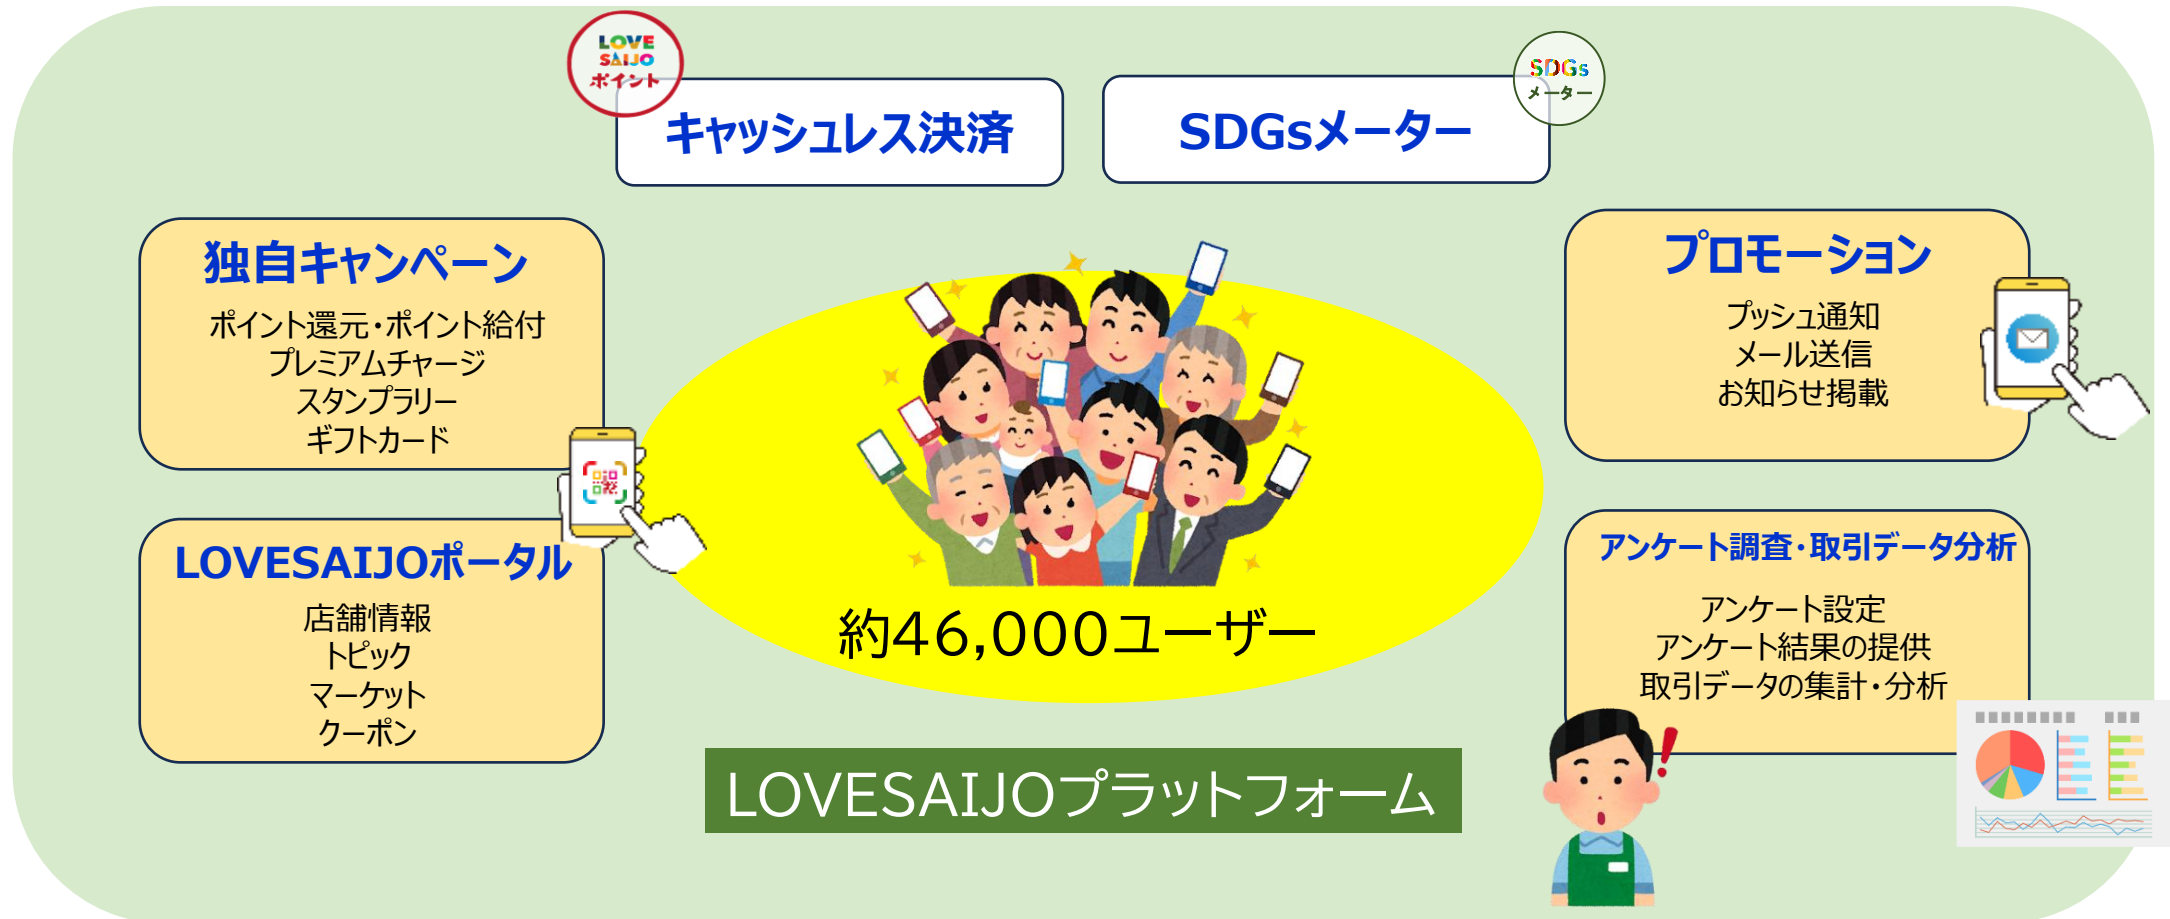 LOVE
SAIJO
ポイント
キャッシュレス決済
SDGsメーター
SDGs
メーター
独自キャンペーン
ポイント還元・ポイント給付
プレミアムチャージ
スタンプラリー
ギフトカード
プロモーション
プッシュ通知
メール送信
お知らせ掲載
LOVESAIJOポータル
店舗情報
トピック
マーケット
クーポン
アンケート調査・取引データ分析
アンケート設定
アンケート結果の提供
取引データの集計・分析
約46,000ユーザー
LOVESAIJOプラットフォーム